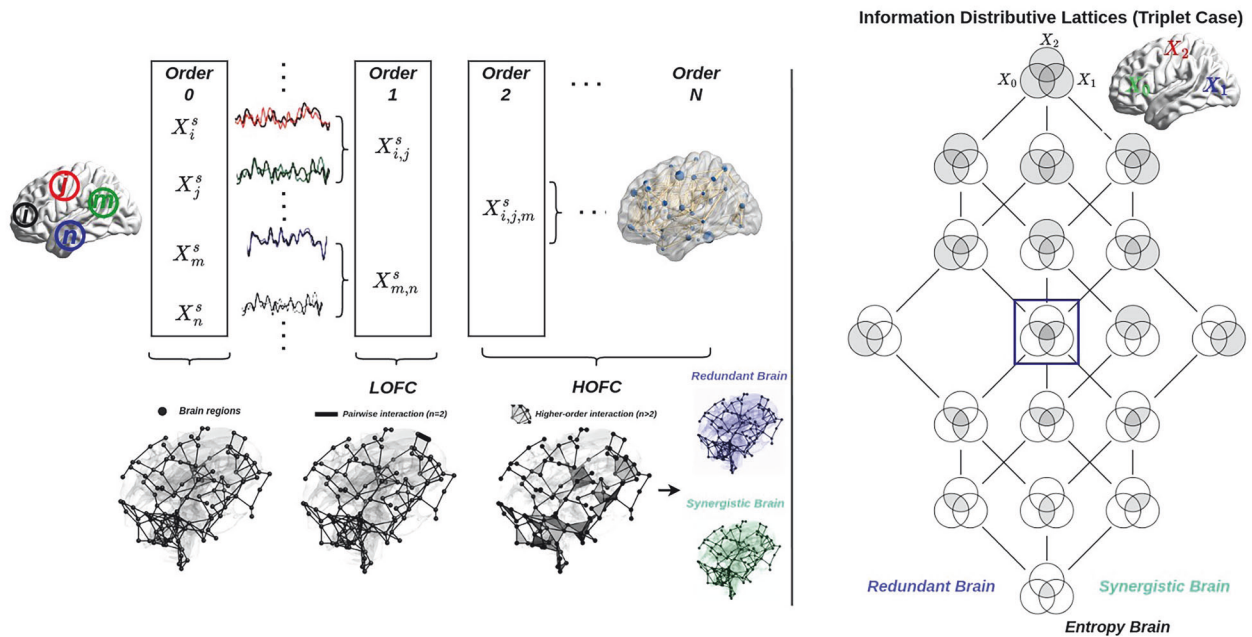 Information Distributive Lattices (Triplet Case)
Order
0
Order
1
Order
2
Order
N
i
j
m
n
X_i^s
X_j^s
X_m^s
X_n^s
X_{i,j}^s
X_{m,n}^s
X_{i,j,m}^s
X_2
X_0
X_1
X_2
X_0
X_1
LOFC
HOFC
Brain regions
Pairwise interaction (n=2)
Higher-order interaction (n>2)
Redundant Brain
Synergistic Brain
Redundant Brain
Synergistic Brain
Entropy Brain